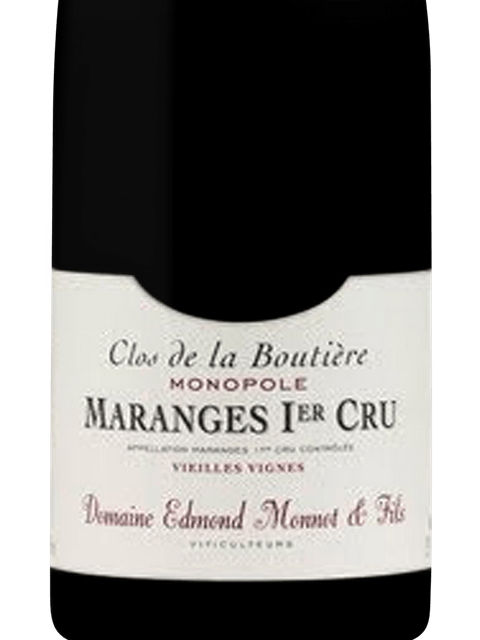 Clos de la Boutière
MONOPOLE
MARANGES IER CRU
APPELLATION MARANGES 1ER CRU CONTRÔLÉE
VIEILLES VIGNES
Domaine Edmond Monnot & Fils
VITICULTEURS